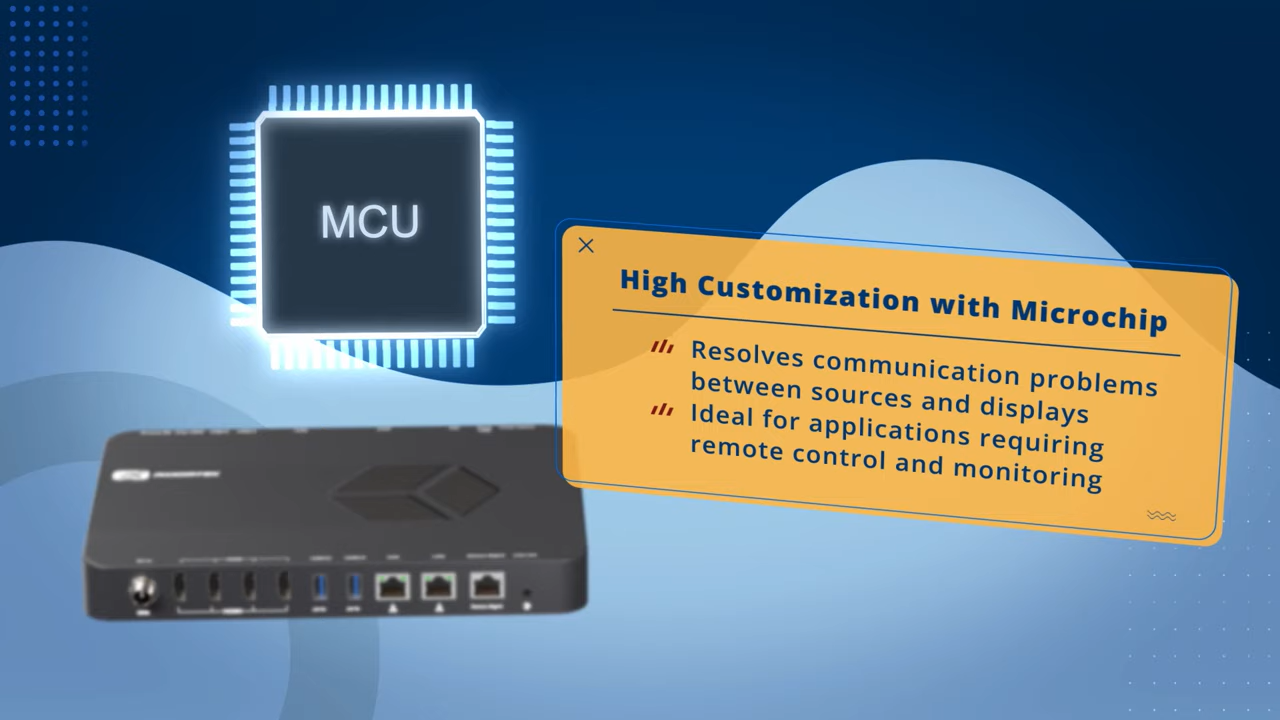 MCU
High Customization with Microchip
Resolves communication problems
between sources and displays
Ideal for applications requiring
remote control and monitoring